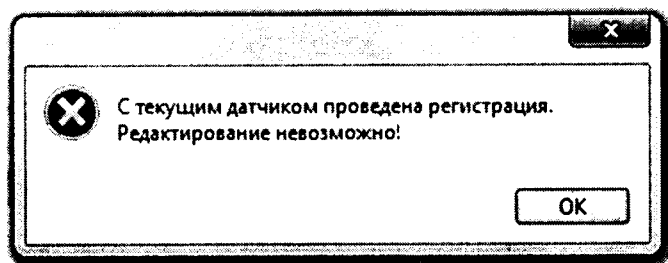 С текущим датчиком проведена регистрация.
Редактирование невозможно!
OK